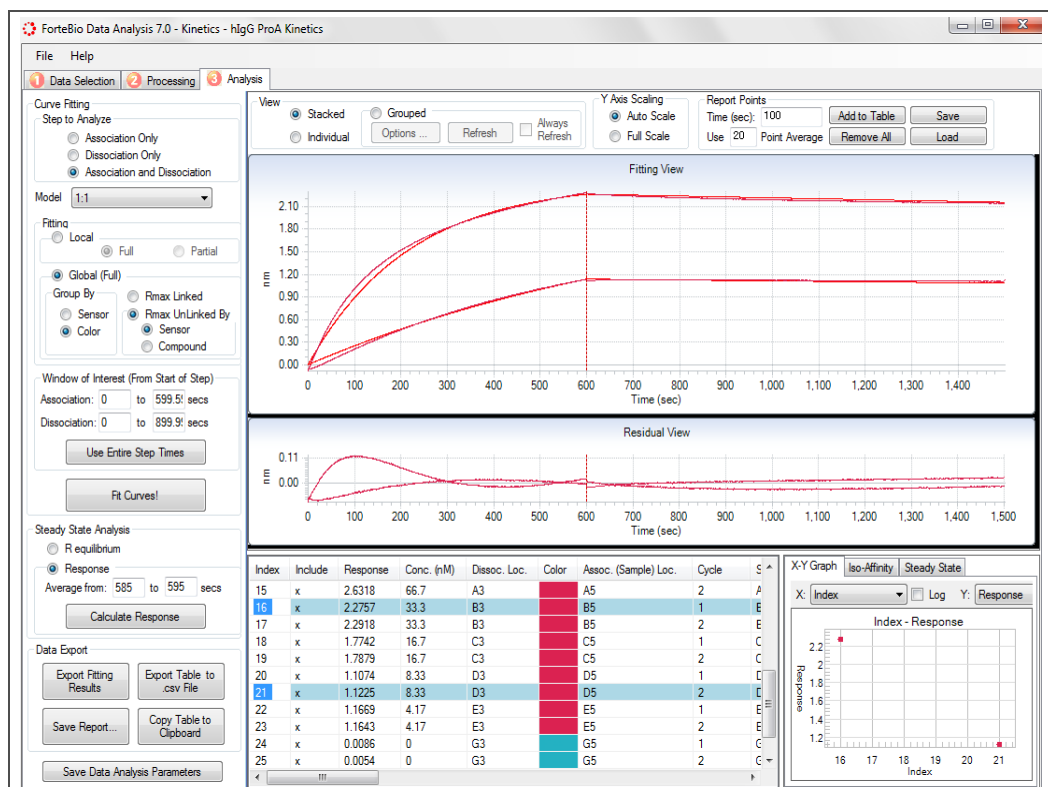 ForteBio Data Analysis 7.0 - Kinetics - hIgG ProA Kinetics
File Help
1 Data Selection 2 Processing 3 Analysis
Curve Fitting
Step to Analyze
Association Only
Dissociation Only
Association and Dissociation
Model 1:1
Fitting
Local
Full Partial
Global (Full)
Group By
Sensor
Color
Rmax Linked
Rmax UnLinked By
Sensor
Compound
Window of Interest (From Start of Step)
Association: 0 to 599.5 secs
Dissociation: 0 to 899.9 secs
Use Entire Step Times
Fit Curves!
Steady State Analysis
R equilibrium
Response
Average from: 585 to 595 secs
Calculate Response
Data Export
Export Fitting Results
Export Table to .csv File
Save Report...
Copy Table to Clipboard
Save Data Analysis Parameters
View
Stacked
Individual
Grouped
Options ... Refresh
Always Refresh
Y Axis Scaling
Auto Scale
Full Scale
Report Points
Time (sec): 100 Add to Table Save
Use 20 Point Average Remove All Load
Fitting View
nm
2.10
1.80
1.50
1.20
0.90
0.60
0.30
0.00
0 100 200 300 400 500 600 700 800 900 1,000 1,100 1,200 1,300 1,400
Time (sec)
Residual View
nm
0.11
0.00
0 100 200 300 400 500 600 700 800 900 1,000 1,100 1,200 1,300 1,400 1,500
Time (sec)
Index Include Response Conc. (nM) Dissoc. Loc. Color Assoc. (Sample) Loc. Cycle S
15 x 2.6318 66.7 A3 A5 2 A
16 x 2.2757 33.3 B3 B5 1 B
17 x 2.2918 33.3 B3 B5 2 B
18 x 1.7742 16.7 C3 C5 1 C
19 x 1.7879 16.7 C3 C5 2 C
20 x 1.1074 8.33 D3 D5 1 D
21 x 1.1225 8.33 D3 D5 2 D
22 x 1.1669 4.17 E3 E5 1 E
23 x 1.1643 4.17 E3 E5 2 E
24 x 0.0086 0 G3 G5 1 G
25 x 0.0054 0 G3 G5 2 G
X-Y Graph Iso-Affinity Steady State
X: Index Log Y: Response
Index - Response
Response
2.2
2
1.8
1.6
1.4
1.2
16 17 18 19 20 21
Index